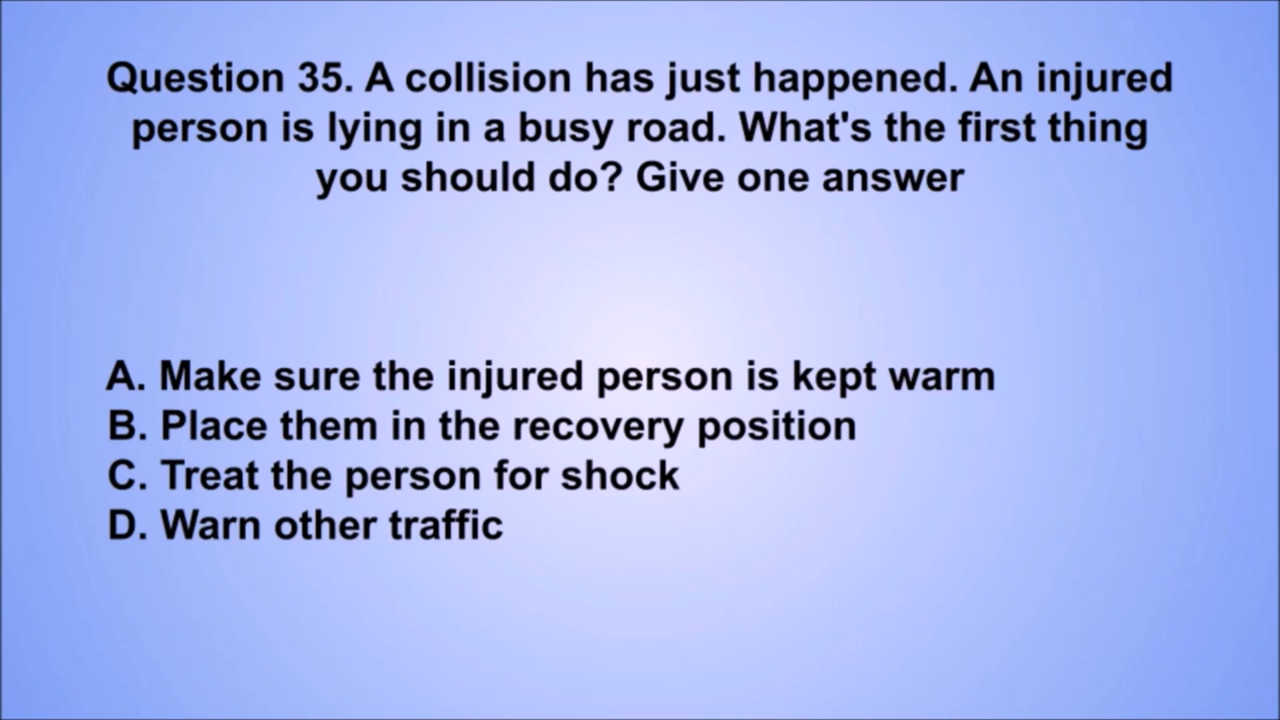 Question 35. A collision has just happened. An injured
person is lying in a busy road. What's the first thing
you should do? Give one answer
A. Make sure the injured person is kept warm
B. Place them in the recovery position
C. Treat the person for shock
D. Warn other traffic